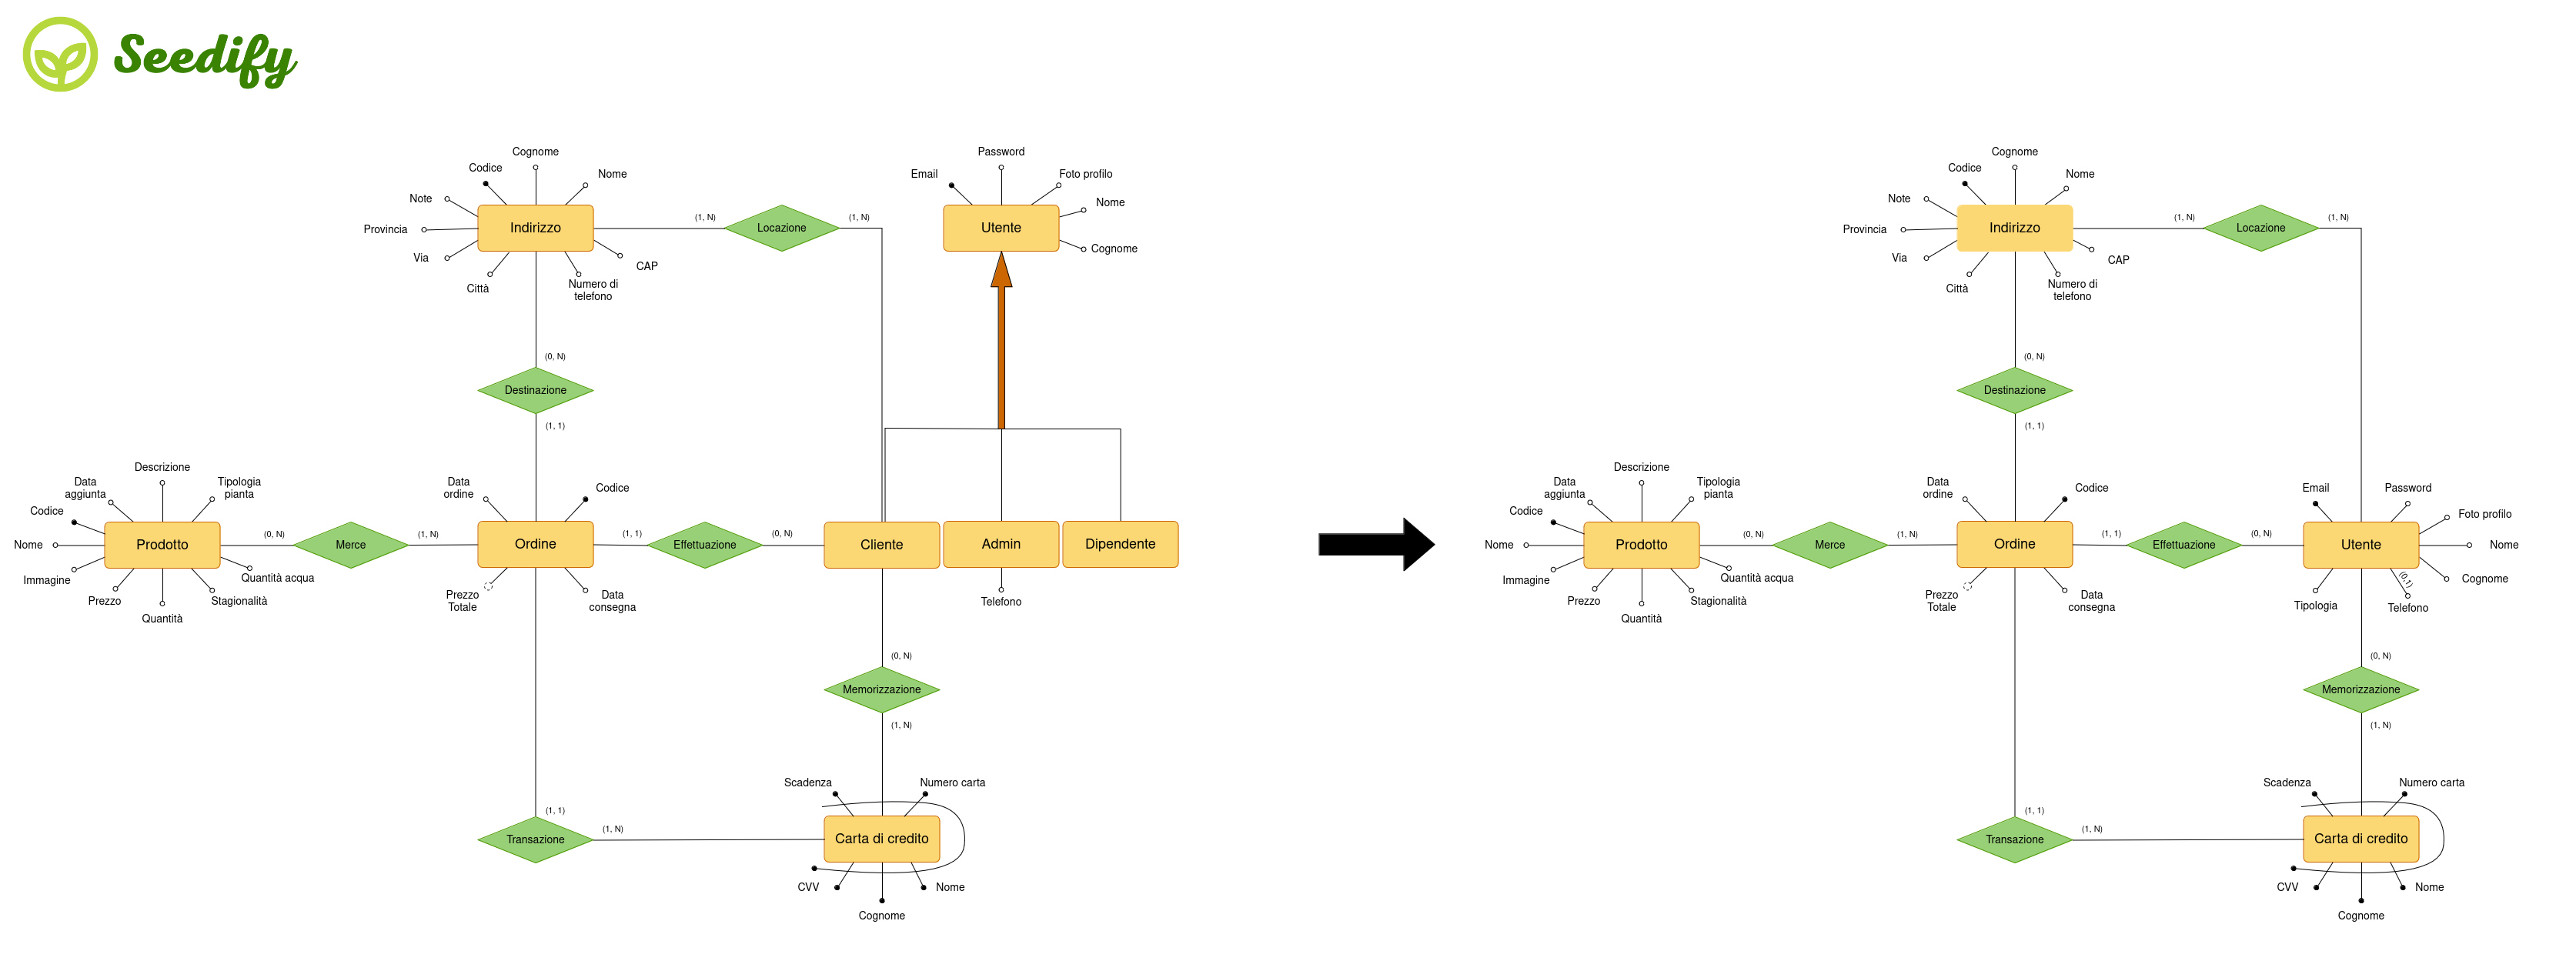 Seedify
Cognome
Codice
Nome
Note
Provincia
Via
Città
Numero di
telefono
CAP
Indirizzo
(1, N)
Locazione
(1, N)
Password
Email
Foto profilo
Nome
Cognome
Utente
(0, N)
Destinazione
(1, 1)
Descrizione
Data
aggiunta
Tipologia
pianta
Codice
Nome
Immagine
Prezzo
Quantità
Stagionalità
Quantità acqua
Prodotto
(0, N)
Merce
(1, N)
Data
ordine
Codice
Ordine
Prezzo
Totale
Data
consegna
(1, 1)
Effettuazione
(0, N)
Cliente
Admin
Dipendente
Telefono
(0, N)
Memorizzazione
(1, N)
(1, 1)
Transazione
(1, N)
Scadenza
Numero carta
Carta di credito
CVV
Cognome
Nome
Cognome
Codice
Nome
Note
Provincia
Via
Città
Numero di
telefono
CAP
Indirizzo
(1, N)
Locazione
(1, N)
(0, N)
Destinazione
(1, 1)
Descrizione
Data
aggiunta
Tipologia
pianta
Codice
Nome
Immagine
Prezzo
Quantità
Stagionalità
Quantità acqua
Prodotto
(0, N)
Merce
(1, N)
Data
ordine
Codice
Ordine
Prezzo
Totale
Data
consegna
(1, 1)
Effettuazione
(0, N)
Email
Password
Foto profilo
Nome
Cognome
Utente
Tipologia
(0,1)
Telefono
(0, N)
Memorizzazione
(1, N)
(1, 1)
Transazione
(1, N)
Scadenza
Numero carta
Carta di credito
CVV
Cognome
Nome